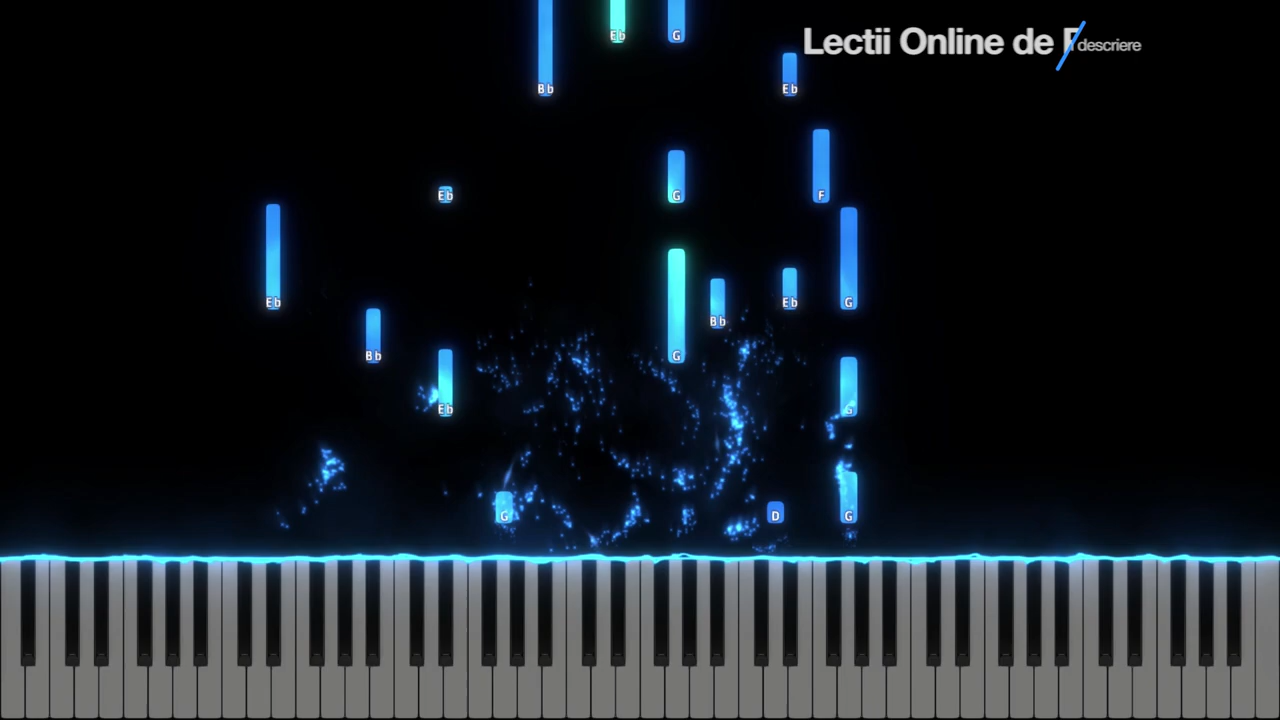 Eb G
Lectii Online de
descriere
Bb Eb
Eb G F
Eb Eb G
Bb
Bb G
Eb G
G D G